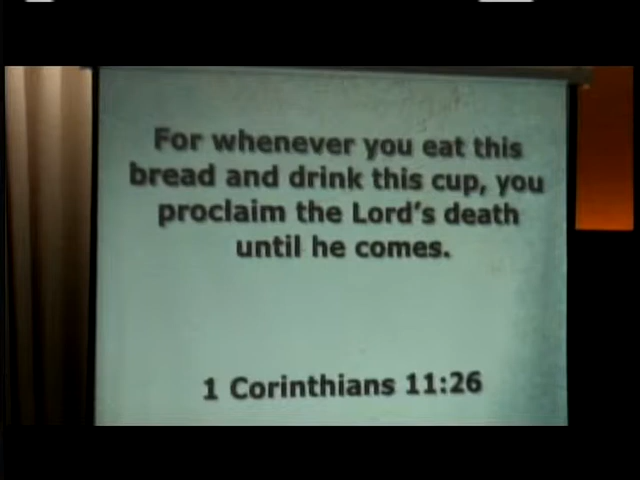 For whenever you eat this
bread and drink this cup, you
proclaim the Lord's death
until he comes.
1 Corinthians 11:26